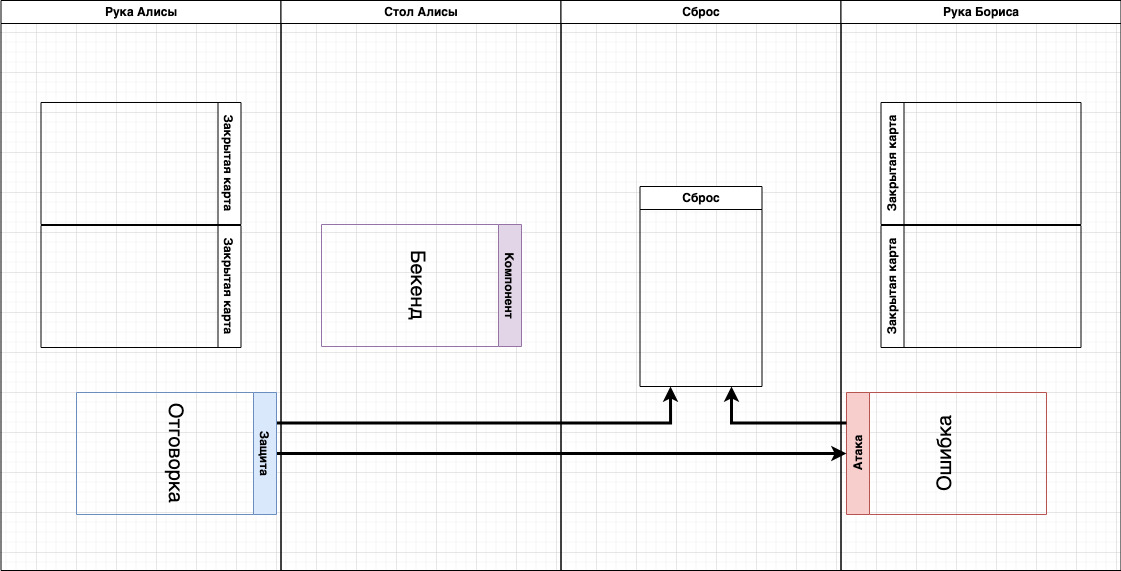 Рука Алисы
Стол Алисы
Сброс
Рука Бориса
Закрытая карта
Закрытая карта
Бекенд
Компонент
Сброс
Закрытая карта
Закрытая карта
Отговорка
Защита
Атака
Ошибка